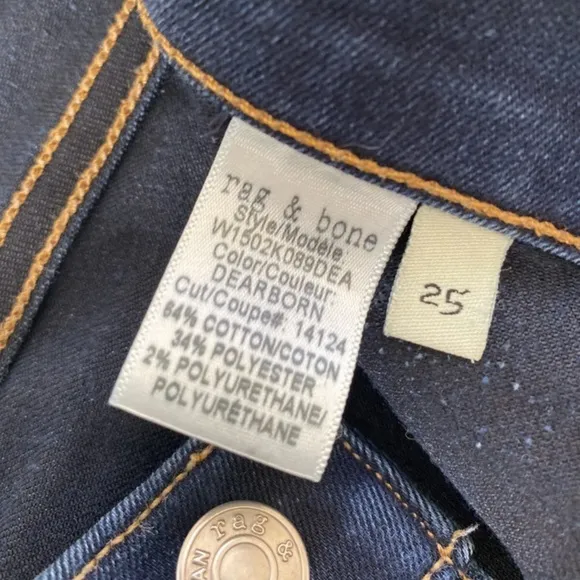 rag & bone
Style/Modèle
W1502K089DEA
Color/Couleur:
DEARBORN
Cut/Coupe#: 14124
64% COTTON/COTON
34% POLYESTER
2% POLYURETHANE/
POLYURÉTHANE
25
rag &